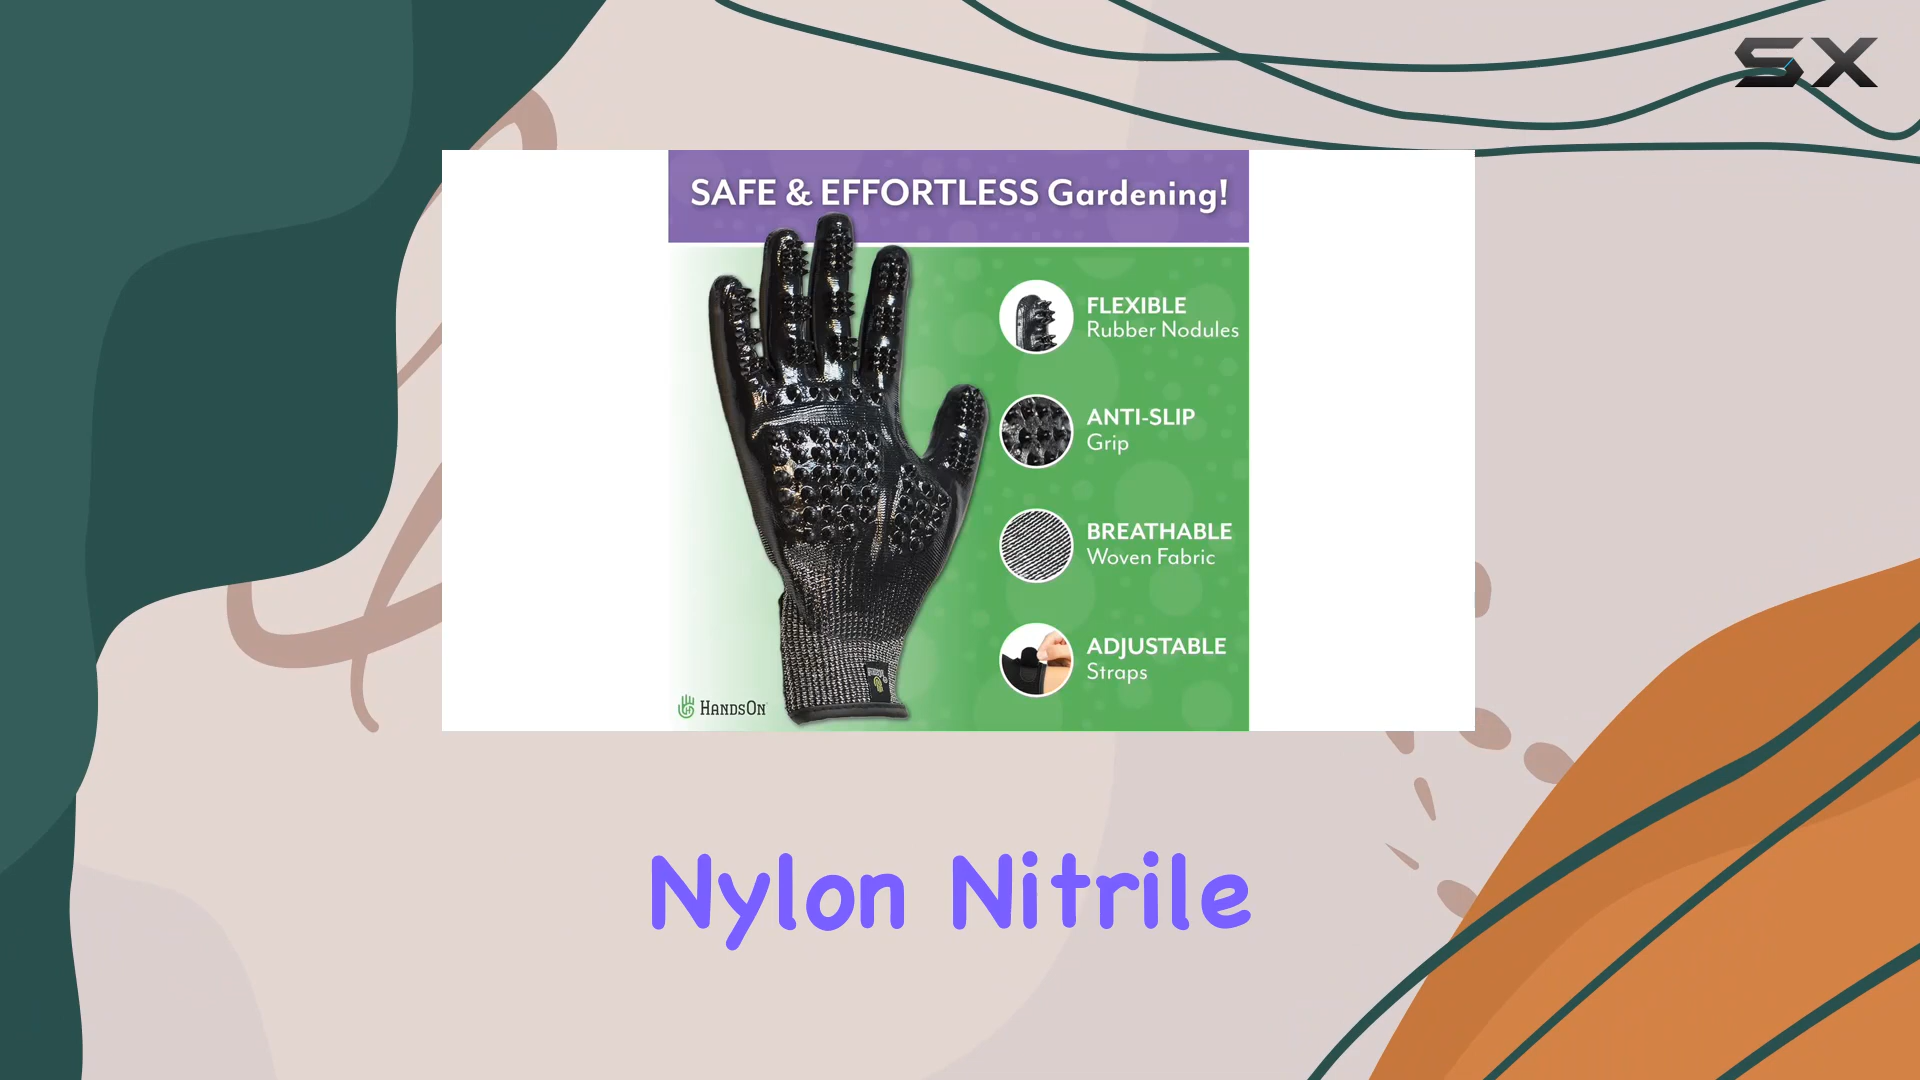 SX
SAFE & EFFORTLESS Gardening!
FLEXIBLE
Rubber Nodules
ANTI-SLIP
Grip
BREATHABLE
Woven Fabric
ADJUSTABLE
Straps
HANDSON
Nylon Nitrile